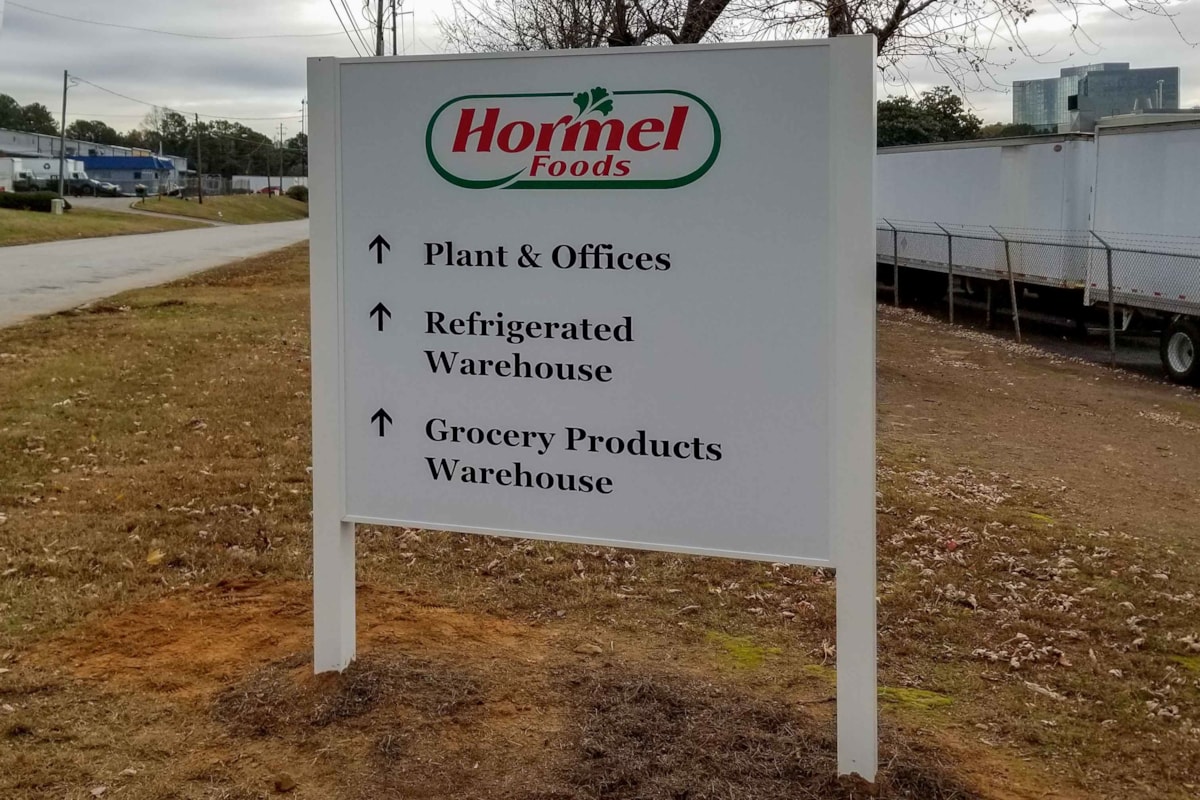 Hormel
Foods
↑ Plant & Offices
↑ Refrigerated
Warehouse
↑ Grocery Products
Warehouse